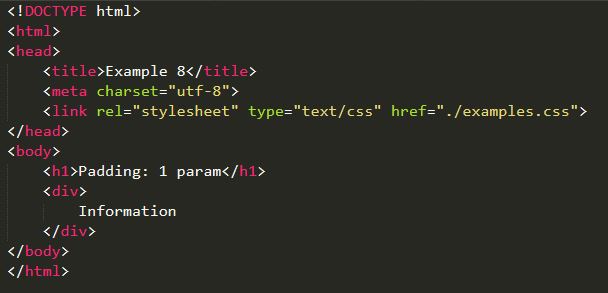 <!DOCTYPE html>
<html>
<head>
    <title>Example 8</title>
    <meta charset="utf-8">
    <link rel="stylesheet" type="text/css" href="./examples.css">
</head>
<body>
    <h1>Padding: 1 param</h1>
    <div>
        Information
    </div>
</body>
</html>